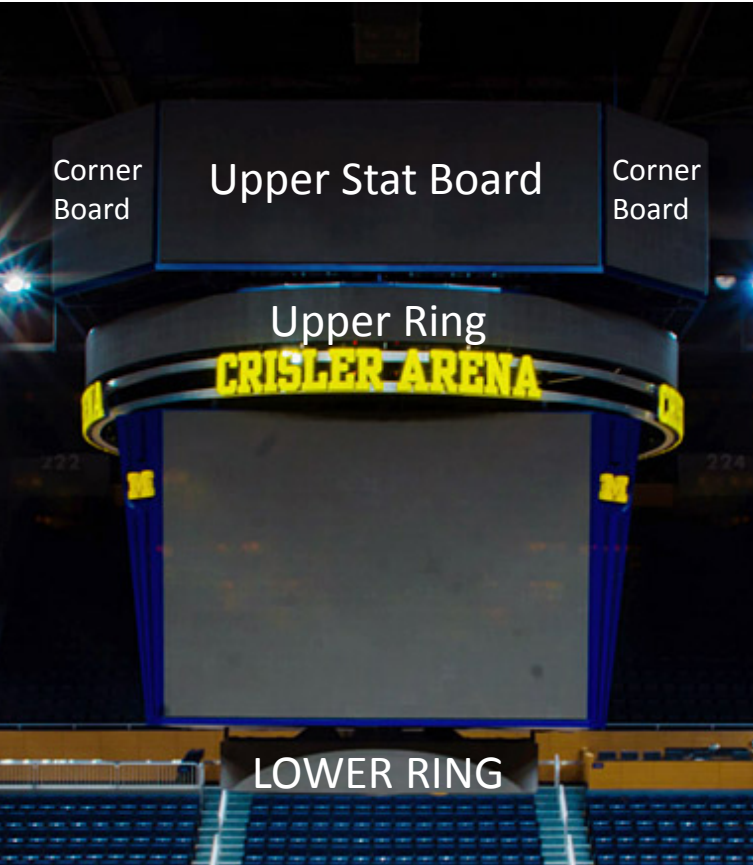 Corner
Board
Upper Stat Board
Corner
Board
Upper Ring
CRISLER ARENA
M
M
222
224
LOWER RING